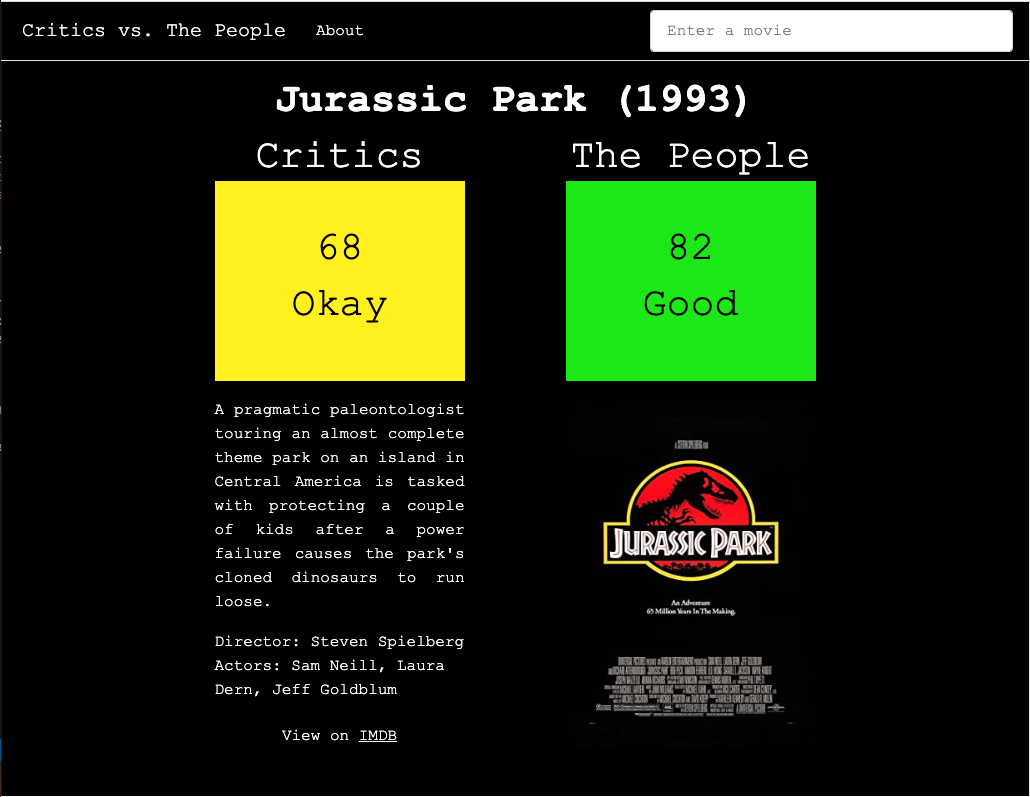 Critics vs. The People About
Enter a movie
Jurassic Park (1993)
Critics
The People
68
Okay
82
Good
A pragmatic paleontologist
touring an almost complete
theme park on an island in
Central America is tasked
with protecting a couple
of kids after a power
failure causes the park's
cloned dinosaurs to run
loose.
Director: Steven Spielberg
Actors: Sam Neill, Laura
Dern, Jeff Goldblum
View on IMDB
A STEVEN SPIELBERG FILM
JURASSIC PARK
An Adventure
65 Million Years In The Making.